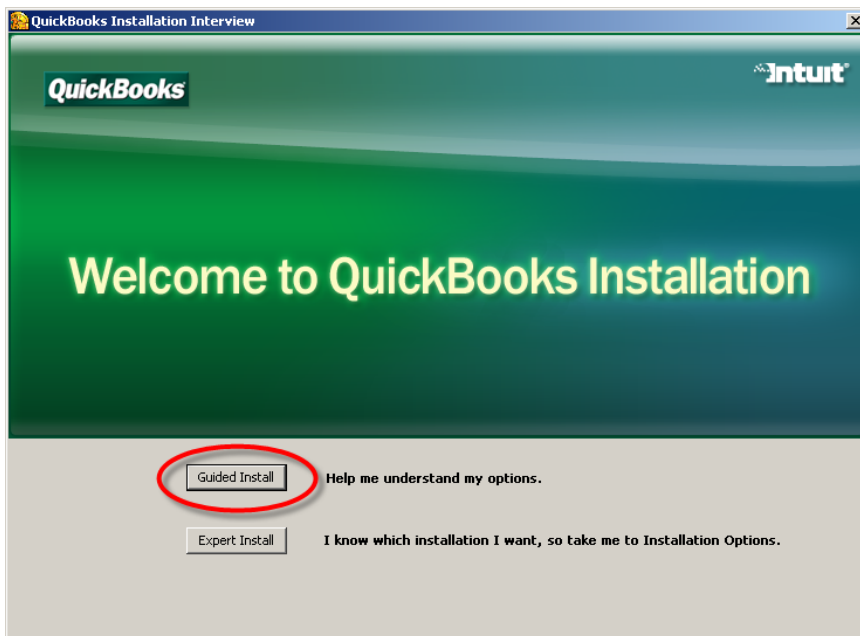 QuickBooks Installation Interview
QuickBooks
Intuit
Welcome to QuickBooks Installation
Guided Install Help me understand my options.
Expert Install I know which installation I want, so take me to Installation Options.